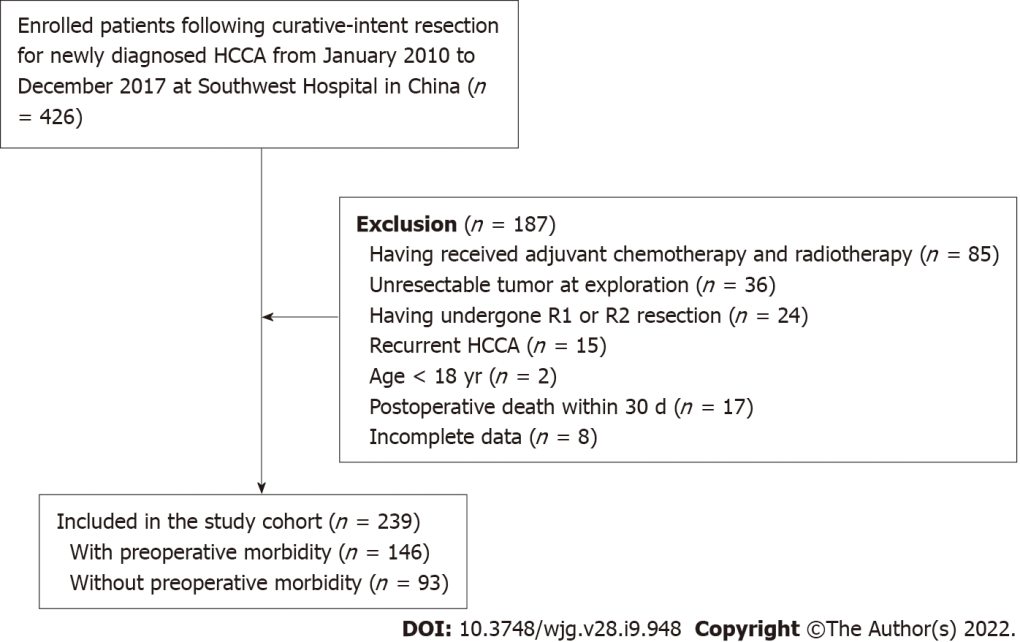 Enrolled patients following curative-intent resection
for newly diagnosed HCCA from January 2010 to
December 2017 at Southwest Hospital in China (n
= 426)
Exclusion (n = 187)
Having received adjuvant chemotherapy and radiotherapy (n = 85)
Unresectable tumor at exploration (n = 36)
Having undergone R1 or R2 resection (n = 24)
Recurrent HCCA (n = 15)
Age < 18 yr (n = 2)
Postoperative death within 30 d (n = 17)
Incomplete data (n = 8)
Included in the study cohort (n = 239)
With preoperative morbidity (n = 146)
Without preoperative morbidity (n = 93)
DOI: 10.3748/wjg.v28.i9.948 Copyright ©The Author(s) 2022.